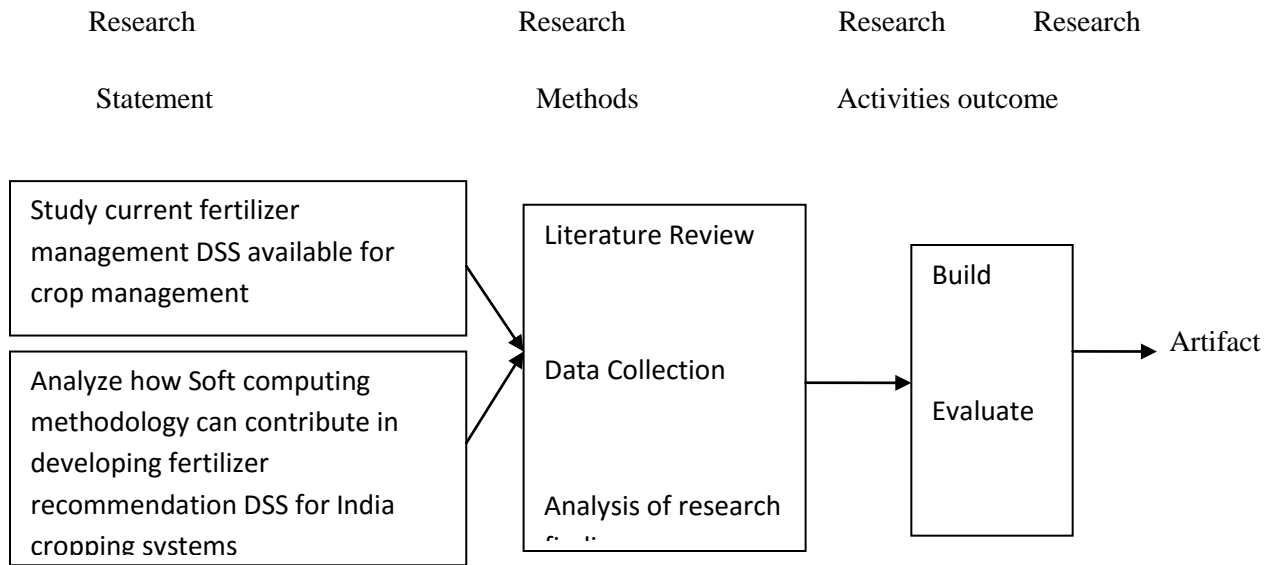 Research Research Research Research
Statement Methods Activities outcome
Study current fertilizer
management DSS available for
crop management
Analyze how Soft computing
methodology can contribute in
developing fertilizer
recommendation DSS for India
cropping systems
Literature Review
Data Collection
Analysis of research
Build
Evaluate
Artifact